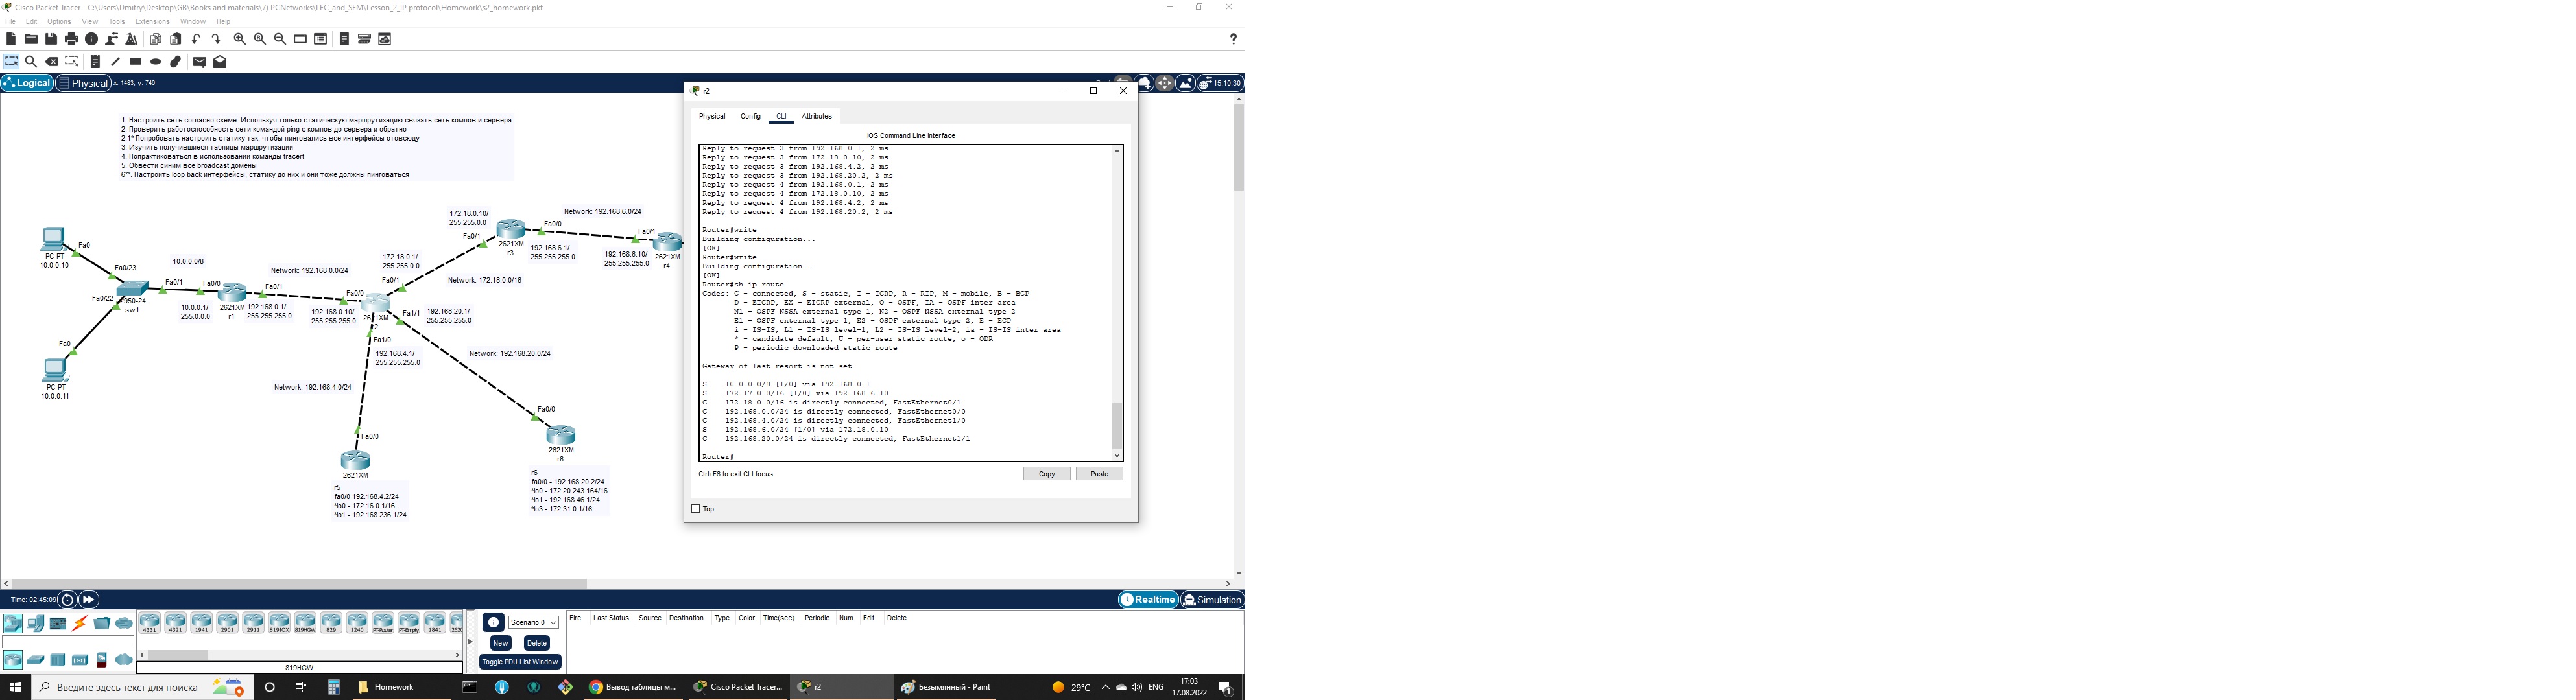 Cisco Packet Tracer - C:\Users\Dmitry\Desktop\GB\Books and materials\7) PCNetworks\LEC_and_SEM\Lesson_2_IP protocol\Homework\s2_homework.pkt
File Edit Options View Tools Extensions Window Help
Logical Physical x: 1483, y: 746
15:10:30
1. Настроить сеть согласно схеме. Используя только статическую маршрутизацию связать сеть компов и сервера
2. Проверить работоспособность сети командой ping с компов до сервера и обратно
2.1* Попробовать настроить статику так, чтобы пинговались все интерфейсы отовсюду
3. Изучить получившиеся таблицы маршрутизации
4. Попрактиковаться в использовании команды tracert
5. Обвести синим все broadcast домены
6**. Настроить loop back интерфейсы, статику до них и они тоже должны пинговаться
172.18.0.10/
255.255.0.0
Network: 192.168.6.0/24
Fa0/0
Fa0/1
Fa0/1
2621XM
r3
192.168.6.1/
255.255.255.0
192.168.6.10/
255.255.255.0
2621XM
r4
Fa0
PC-PT
10.0.0.10
Fa0/23
10.0.0.0/8
Network: 192.168.0.0/24
172.18.0.1/
255.255.0.0
Network: 172.18.0.0/16
Fa0/1
Fa0/0
Fa0/1
Fa0/0
Fa0/1
Fa0/22
2950-24
sw1
10.0.0.1/
255.0.0.0
2621XM
r1
192.168.0.1/
255.255.255.0
192.168.0.10/
255.255.255.0
2621XM
r2
Fa1/1
192.168.20.1/
255.255.255.0
Fa1/0
192.168.4.1/
255.255.255.0
Network: 192.168.20.0/24
Fa0
PC-PT
10.0.0.11
Network: 192.168.4.0/24
Fa0/0
Fa0/0
2621XM
r6
2621XM
r5
fa0/0 192.168.4.2/24
*lo0 - 172.16.0.1/16
*lo1 - 192.168.236.1/24
r6
fa0/0 - 192.168.20.2/24
*lo0 - 172.20.243.164/16
*lo1 - 192.168.46.1/24
*lo3 - 172.31.0.1/16
r2
Physical Config CLI Attributes
IOS Command Line Interface
Reply to request 3 from 192.168.0.1, 2 ms
Reply to request 3 from 172.18.0.10, 2 ms
Reply to request 3 from 192.168.4.2, 2 ms
Reply to request 3 from 192.168.20.2, 2 ms
Reply to request 4 from 192.168.0.1, 2 ms
Reply to request 4 from 172.18.0.10, 2 ms
Reply to request 4 from 192.168.4.2, 2 ms
Reply to request 4 from 192.168.20.2, 2 ms
Router#write
Building configuration...
[OK]
Router#write
Building configuration...
[OK]
Router#sh ip route
Codes: C - connected, S - static, I - IGRP, R - RIP, M - mobile, B - BGP
D - EIGRP, EX - EIGRP external, O - OSPF, IA - OSPF inter area
N1 - OSPF NSSA external type 1, N2 - OSPF NSSA external type 2
E1 - OSPF external type 1, E2 - OSPF external type 2, E - EGP
i - IS-IS, L1 - IS-IS level-1, L2 - IS-IS level-2, ia - IS-IS inter area
* - candidate default, U - per-user static route, o - ODR
P - periodic downloaded static route
Gateway of last resort is not set
S 10.0.0.0/8 [1/0] via 192.168.0.1
S 172.17.0.0/16 [1/0] via 192.168.6.10
C 172.18.0.0/16 is directly connected, FastEthernet0/1
C 192.168.0.0/24 is directly connected, FastEthernet0/0
C 192.168.4.0/24 is directly connected, FastEthernet1/0
S 192.168.6.0/24 [1/0] via 172.18.0.10
C 192.168.20.0/24 is directly connected, FastEthernet1/1
Router#
Ctrl+F6 to exit CLI focus
Copy Paste
Top
Time: 02:45:09
Realtime Simulation
4331 4321 1941 2901 2911 819IOX 819HGW 829 1240 PT-Router PT-Empty 1841
819HGW
Scenario 0
New Delete
Toggle PDU List Window
Fire Last Status Source Destination Type Color Time(sec) Periodic Num Edit Delete
Введите здесь текст для поиска
Homework
Вывод таблицы м...
Cisco Packet Tracer...
r2
Безымянный - Paint
29°C
ENG
17:03
17.08.2022